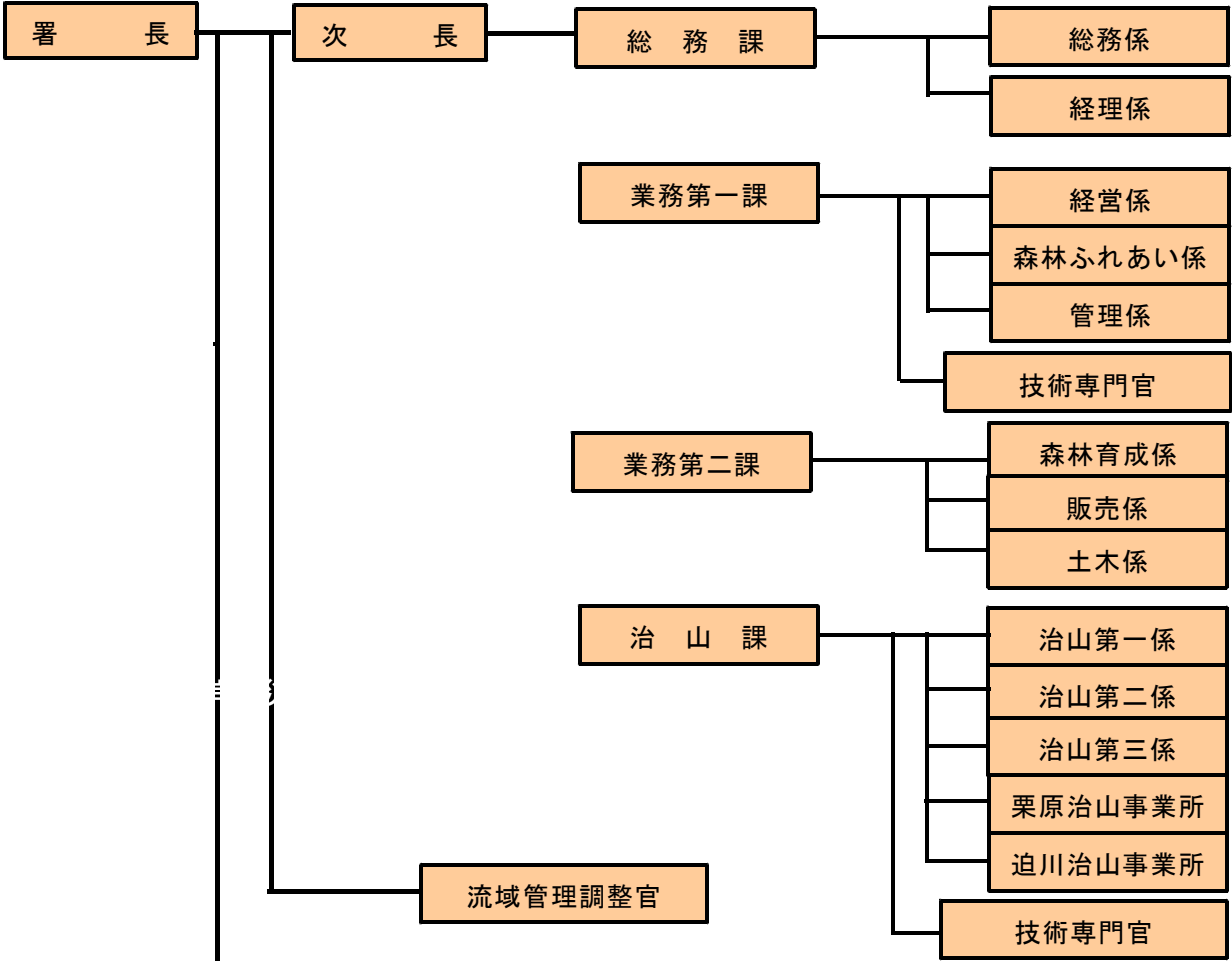 署　　　長
次　　　長
総　務　課
総務係
経理係
業務第一課
経営係
森林ふれあい係
管理係
技術専門官
業務第二課
森林育成係
販売係
土木係
治　山　課
治山第一係
治山第二係
治山第三係
栗原治山事業所
迫川治山事業所
流域管理調整官
技術専門官